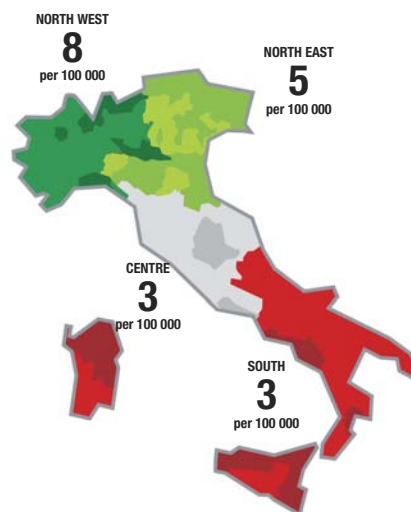 NORTH WEST
8
per 100 000
NORTH EAST
5
per 100 000
CENTRE
3
per 100 000
SOUTH
3
per 100 000